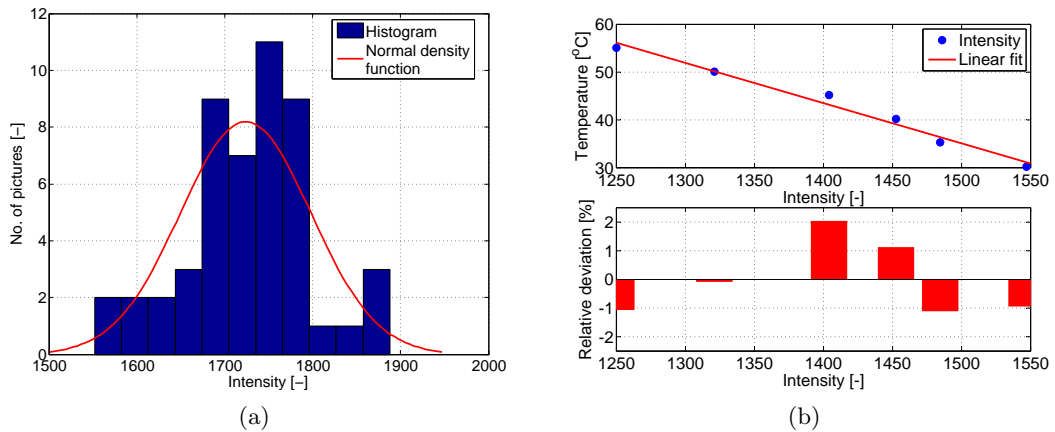 12
10
8
6
4
2
0
No. of pictures [–]
Histogram
Normal density
function
1500 1600 1700 1800 1900 2000
Intensity [–]
(a)
60
50
40
30
Temperature [°C]
Intensity
Linear fit
1250 1300 1350 1400 1450 1500 1550
Intensity [-]
2
1
0
-1
-2
Relative deviation [%]
1250 1300 1350 1400 1450 1500 1550
Intensity [-]
(b)